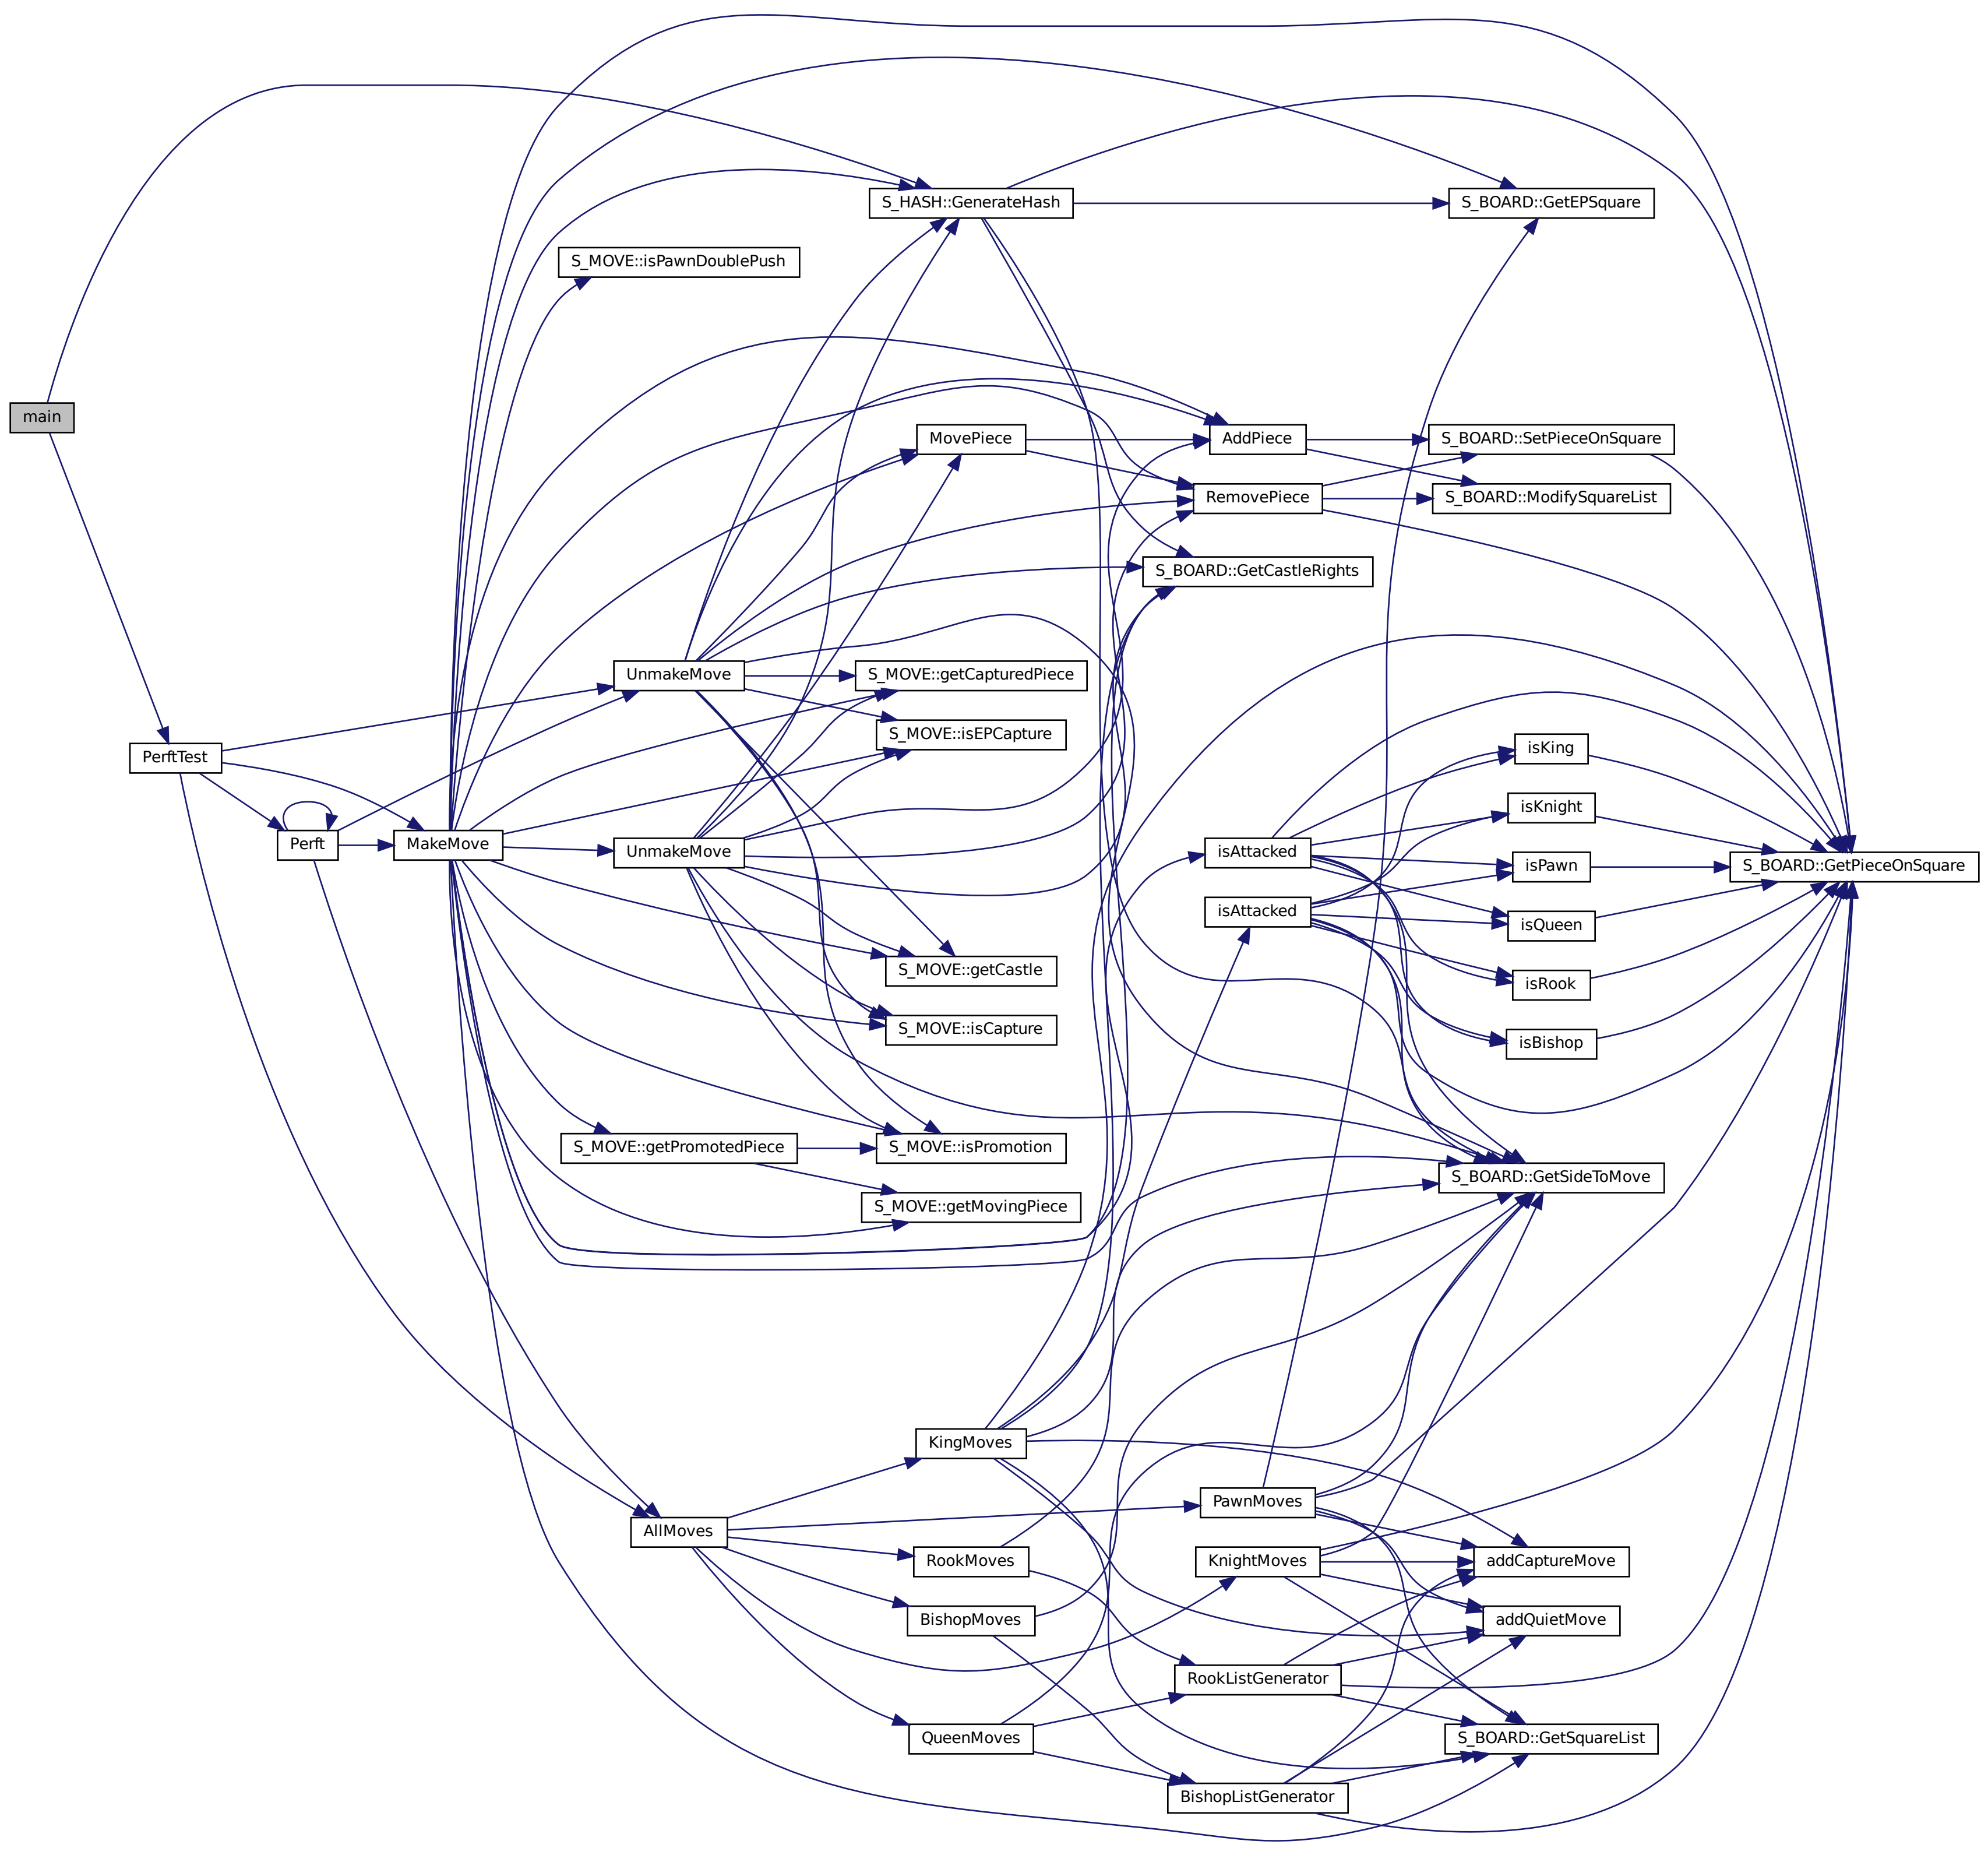 S_HASH::GenerateHash
S_BOARD::GetEPSquare
S_MOVE::isPawnDoublePush
main
MovePiece
AddPiece
S_BOARD::SetPieceOnSquare
RemovePiece
S_BOARD::ModifySquareList
S_BOARD::GetCastleRights
UnmakeMove
S_MOVE::getCapturedPiece
S_MOVE::isEPCapture
isKing
PerftTest
isKnight
Perft
MakeMove
UnmakeMove
isAttacked
isPawn
S_BOARD::GetPieceOnSquare
isAttacked
isQueen
S_MOVE::getCastle
isRook
S_MOVE::isCapture
isBishop
S_MOVE::getPromotedPiece
S_MOVE::isPromotion
S_BOARD::GetSideToMove
S_MOVE::getMovingPiece
KingMoves
PawnMoves
AllMoves
RookMoves
KnightMoves
addCaptureMove
BishopMoves
addQuietMove
RookListGenerator
QueenMoves
S_BOARD::GetSquareList
BishopListGenerator